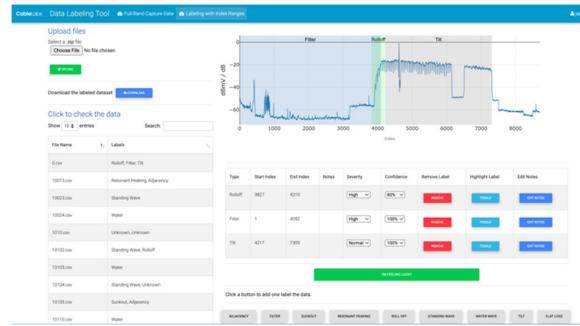 CableLabs Data Labeling Tool Full-Band Capture Data Labeling with Index Ranges
Upload files
Select a .zip file
Choose File No file chosen
UPLOAD
Download the labeled dataset DOWNLOAD
Click to check the data
Show 10 entries Search:
File Name Labels
0.csv Rolloff, Filter, Tilt
10013.csv Resonant Peaking, Adjacency
10023.csv Standing Wave
10024.csv Water
1010.csv Unknown, Unknown
10102.csv Standing Wave, Rolloff
10103.csv Water
10104.csv Standing Wave, Unknown
10105.csv Suckout, Adjacency
10110.csv Water
Filter Rolloff Tilt
dBmV / dB
0
−20
−40
−60
0 1000 2000 3000 4000 5000 6000 7000 8000
Index
Type Start Index End Index Notes Severity Confidence Remove Label Highlight Label Edit Notes
Rolloff 3827 4210 High 80% REMOVE TOGGLE EDIT NOTES
Filter 1 4092 High 100% REMOVE TOGGLE EDIT NOTES
Tilt 4217 7309 Normal 100% REMOVE TOGGLE EDIT NOTES
I'M FEELING LUCKY
Click a button to add one label the data.
ADJACENCY FILTER SUCKOUT RESONANT PEAKING ROLL OFF STANDING WAVE WATER WAVE TILT FLAT LOSS